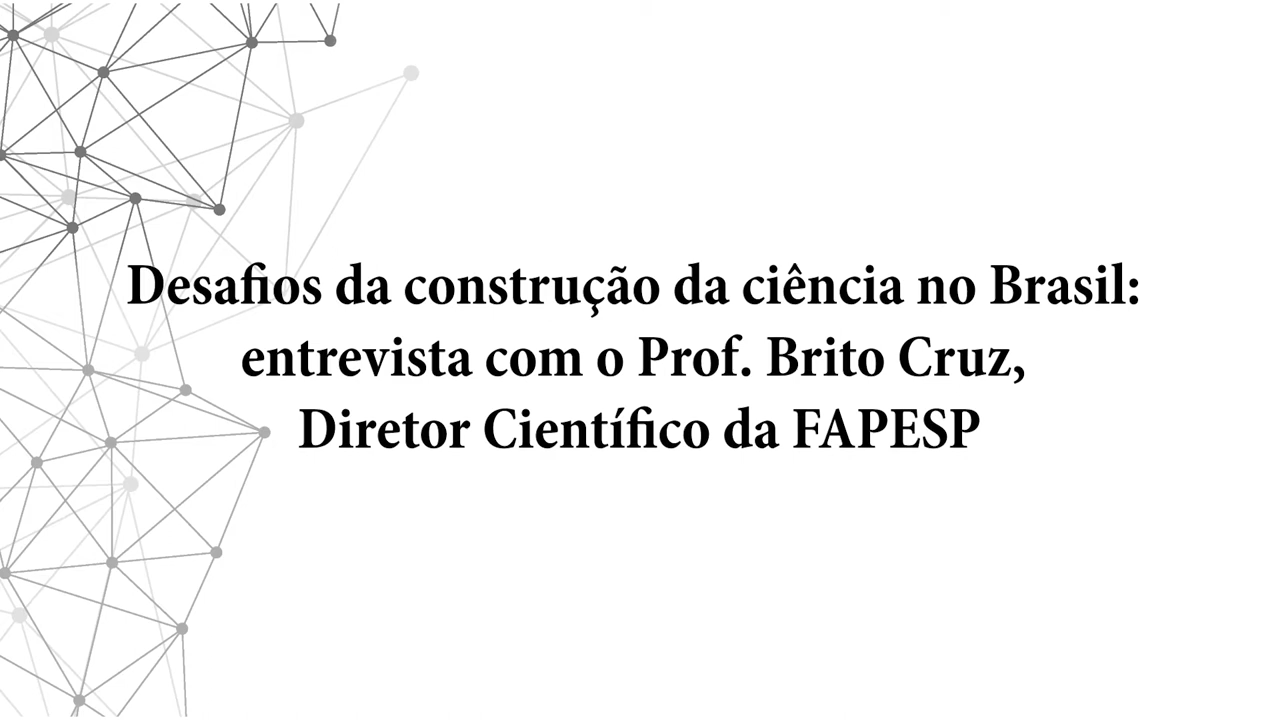 Desafios da construção da ciência no Brasil:
entrevista com o Prof. Brito Cruz,
Diretor Científico da FAPESP